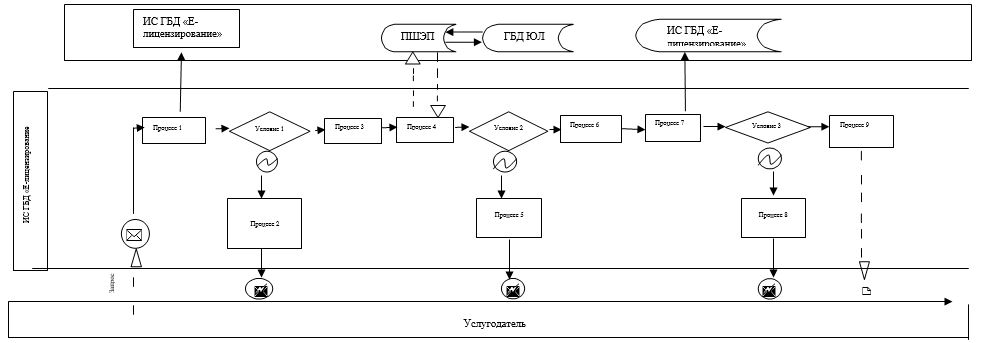 ИС ГБД «Е-
лицензирование»
ПШЭП
ГБД ЮЛ
ИС ГБД «Е-
лицензирование»
ИС ГБД «Е-лицензирование
Процесс 1
Условие 1
Процесс 3
Процесс 4
Условие 2
Процесс 6
Процесс 7
Условие 3
Процесс 9
Процесс 2
Процесс 5
Процесс 8
Запрос
Услугодатель